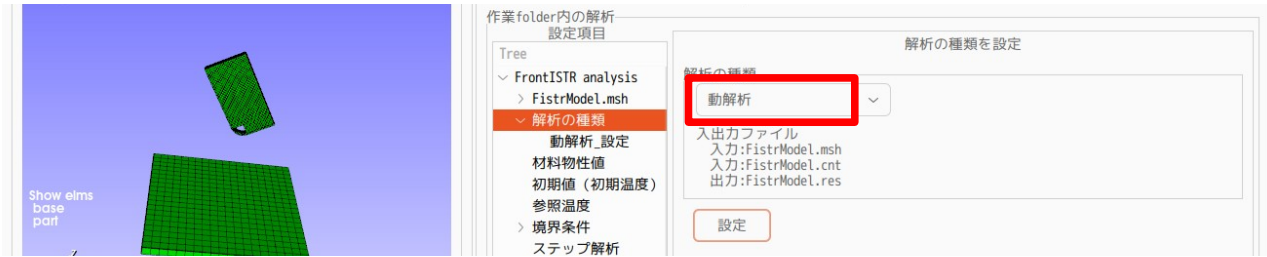 作業folder内の解析
設定項目
Tree
FrontISTR analysis
FistrModel.msh
解析の種類
動解析_設定
材料物性値
初期値（初期温度）
参照温度
境界条件
ステップ解析
解析の種類を設定
解析の種類
動解析
入出力ファイル
入力:FistrModel.msh
入力:FistrModel.cnt
出力:FistrModel.res
設定
Show elms
base
part